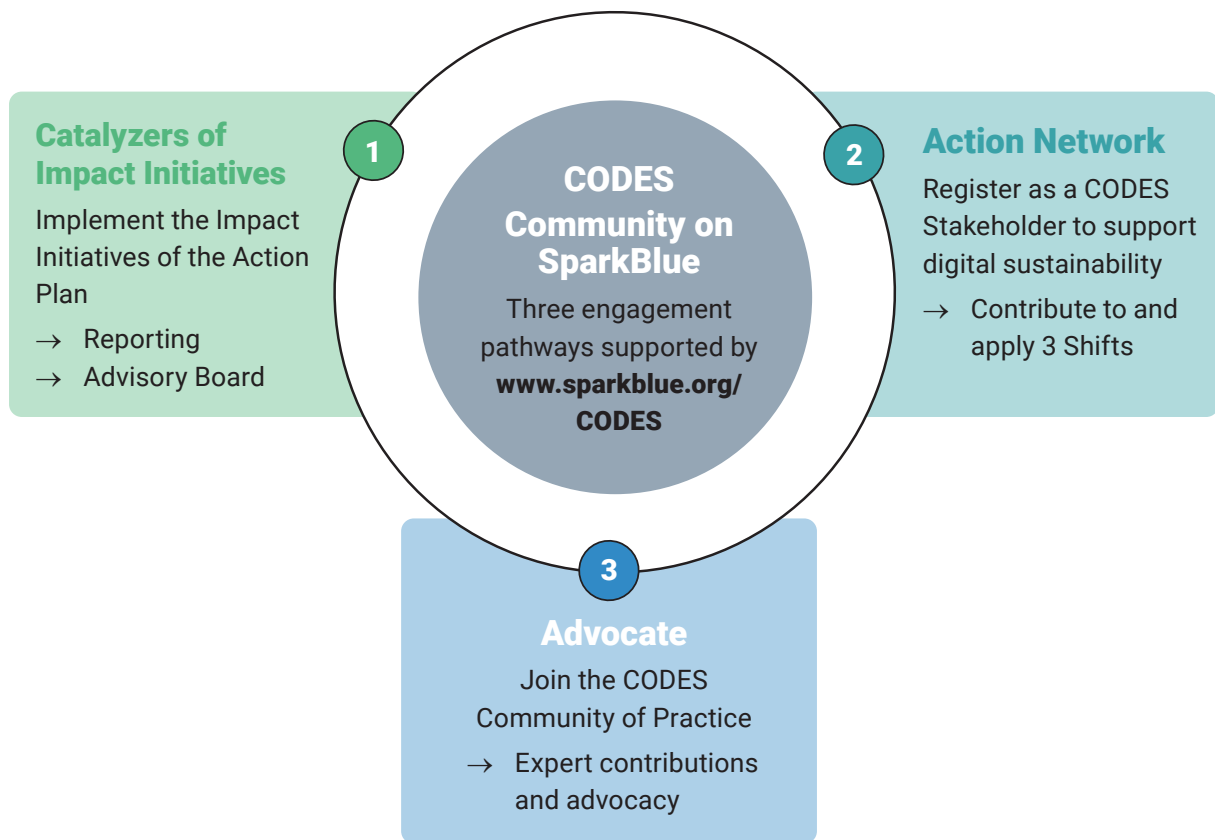 Catalyzers of
Impact Initiatives
Implement the Impact
Initiatives of the Action
Plan
→ Reporting
→ Advisory Board
1
CODES
Community on
SparkBlue
Three engagement
pathways supported by
www.sparkblue.org/
CODES
2
Action Network
Register as a CODES
Stakeholder to support
digital sustainability
→ Contribute to and
apply 3 Shifts
3
Advocate
Join the CODES
Community of Practice
→ Expert contributions
and advocacy